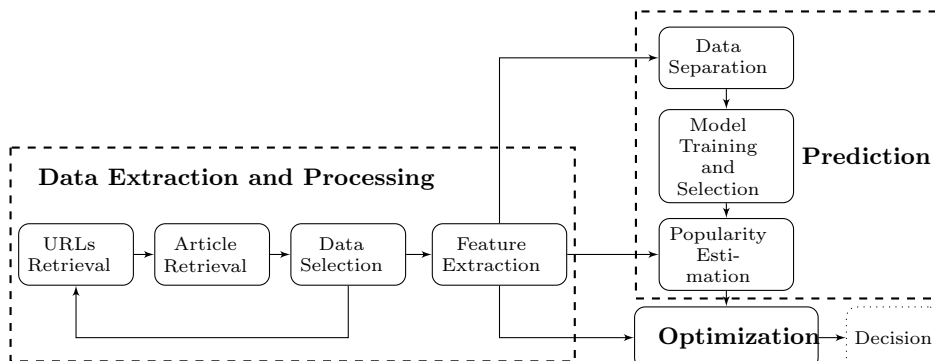 Data Extraction and Processing
URLs
Retrieval
Article
Retrieval
Data
Selection
Feature
Extraction
Data
Separation
Model
Training
and
Selection
Prediction
Popularity
Esti-
mation
Optimization
Decision